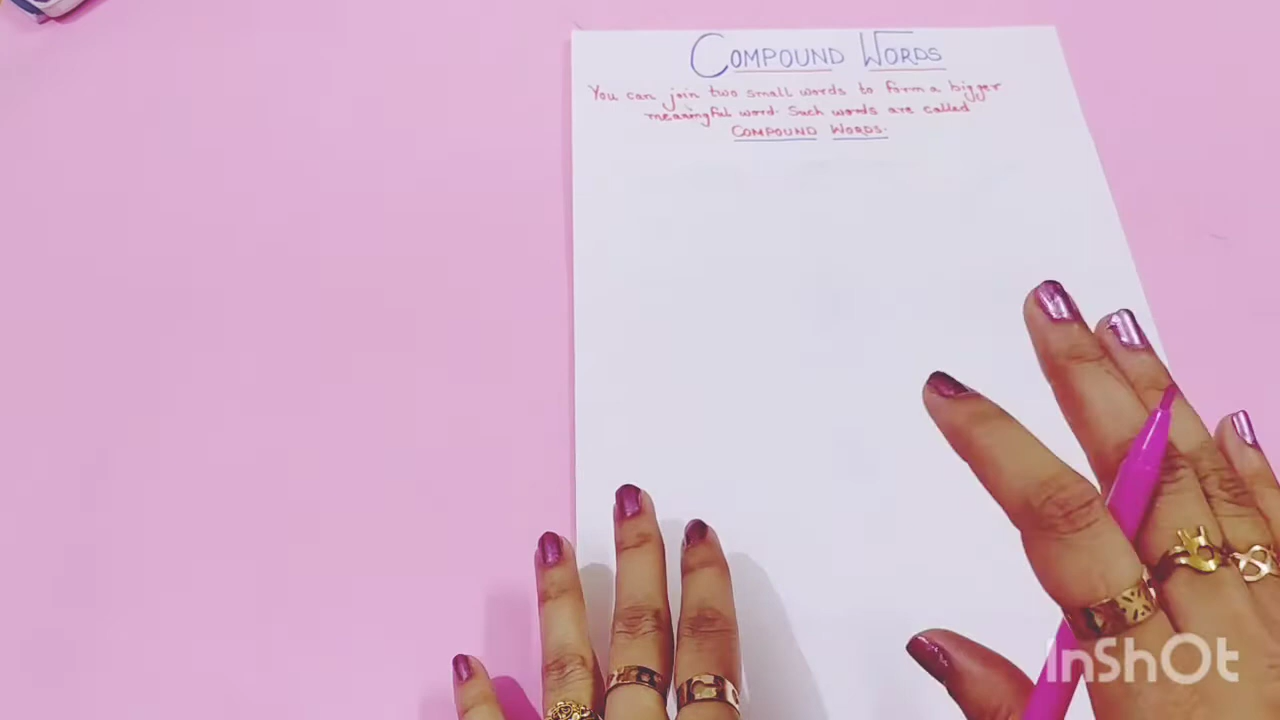 COMPOUND WORDS
You can join two small words to form a bigger
meaningful word. Such words are called
COMPOUND WORDS.
InShOt